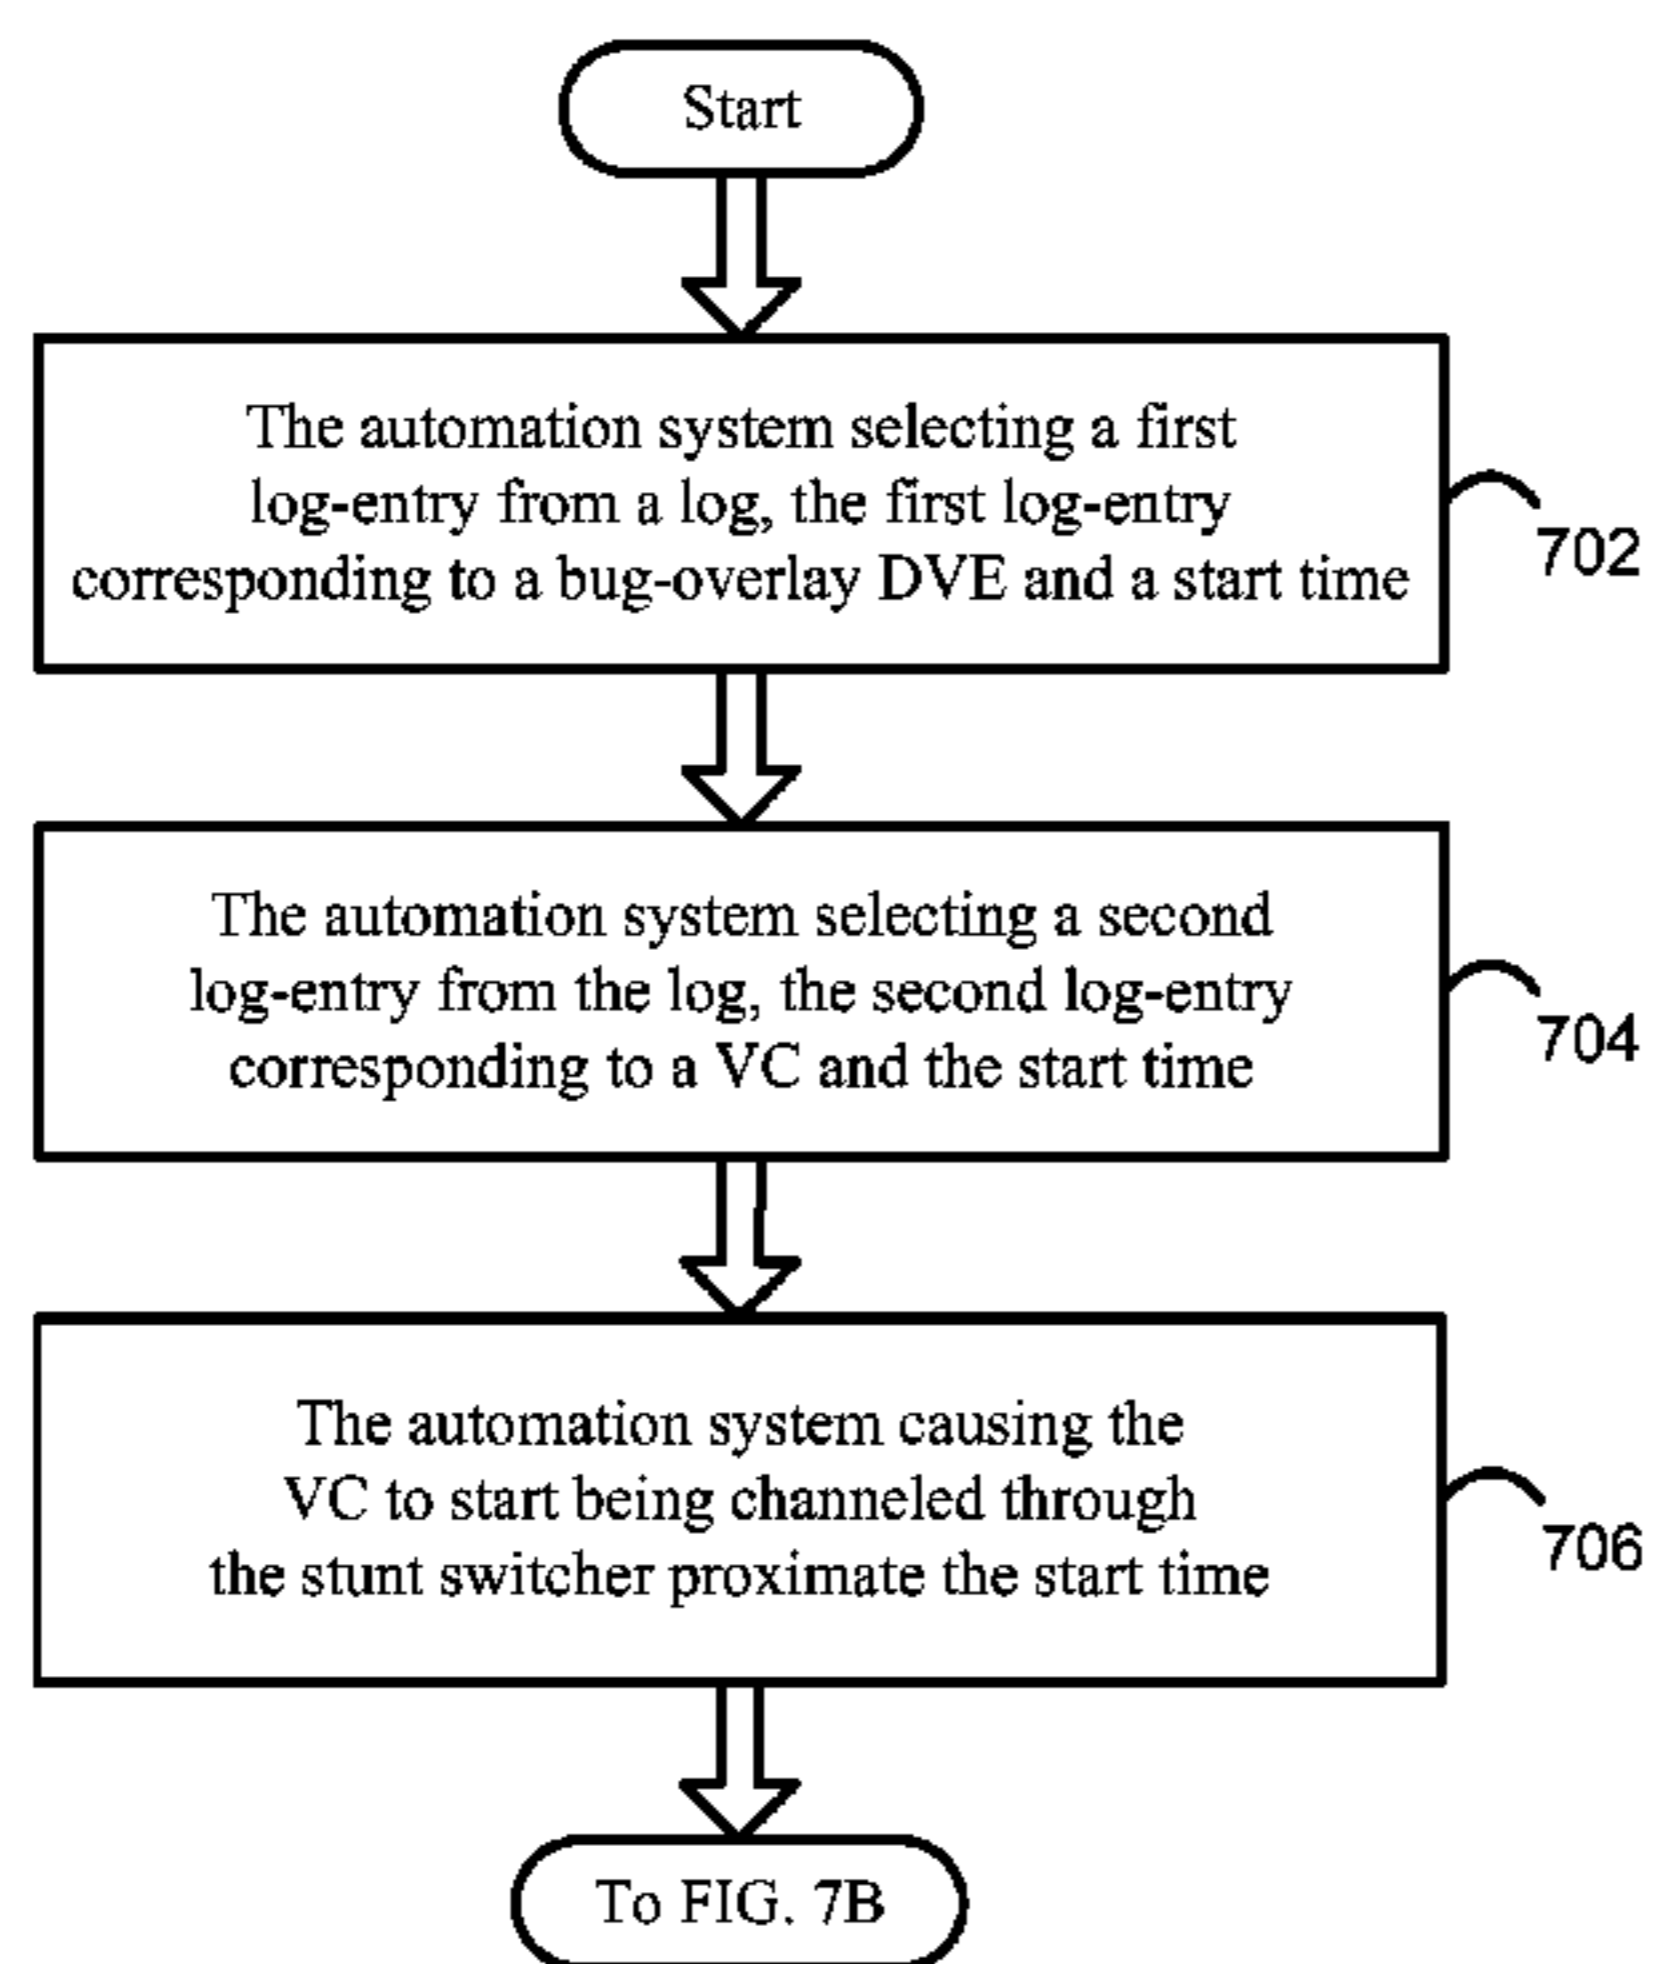 Start
The automation system selecting a first
log-entry from a log, the first log-entry
corresponding to a bug-overlay DVE and a start time
702
The automation system selecting a second
log-entry from the log, the second log-entry
corresponding to a VC and the start time
704
The automation system causing the
VC to start being channeled through
the stunt switcher proximate the start time
706
To FIG. 7B